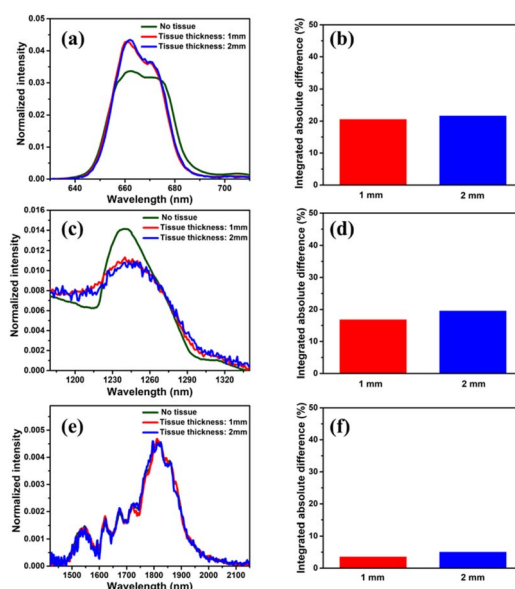 (a)
No tissue
Tissue thickness: 1mm
Tissue thickness: 2mm
Normalized intensity
0.05
0.04
0.03
0.02
0.01
0.00
640 660 680 700
Wavelength (nm)
(b)
Integrated absolute difference (%)
50
40
30
20
10
0
1 mm 2 mm
(c)
No tissue
Tissue thickness: 1mm
Tissue thickness: 2mm
Normalized intensity
0.016
0.014
0.012
0.010
0.008
0.006
0.004
0.002
0.000
1200 1230 1260 1290 1320
Wavelength (nm)
(d)
Integrated absolute difference (%)
50
40
30
20
10
0
1 mm 2 mm
(e)
No tissue
Tissue thickness: 1mm
Tissue thickness: 2mm
Normalized intensity
0.005
0.004
0.003
0.002
0.001
0.000
1500 1600 1700 1800 1900 2000 2100
Wavelength (nm)
(f)
Integrated absolute difference (%)
50
40
30
20
10
0
1 mm 2 mm